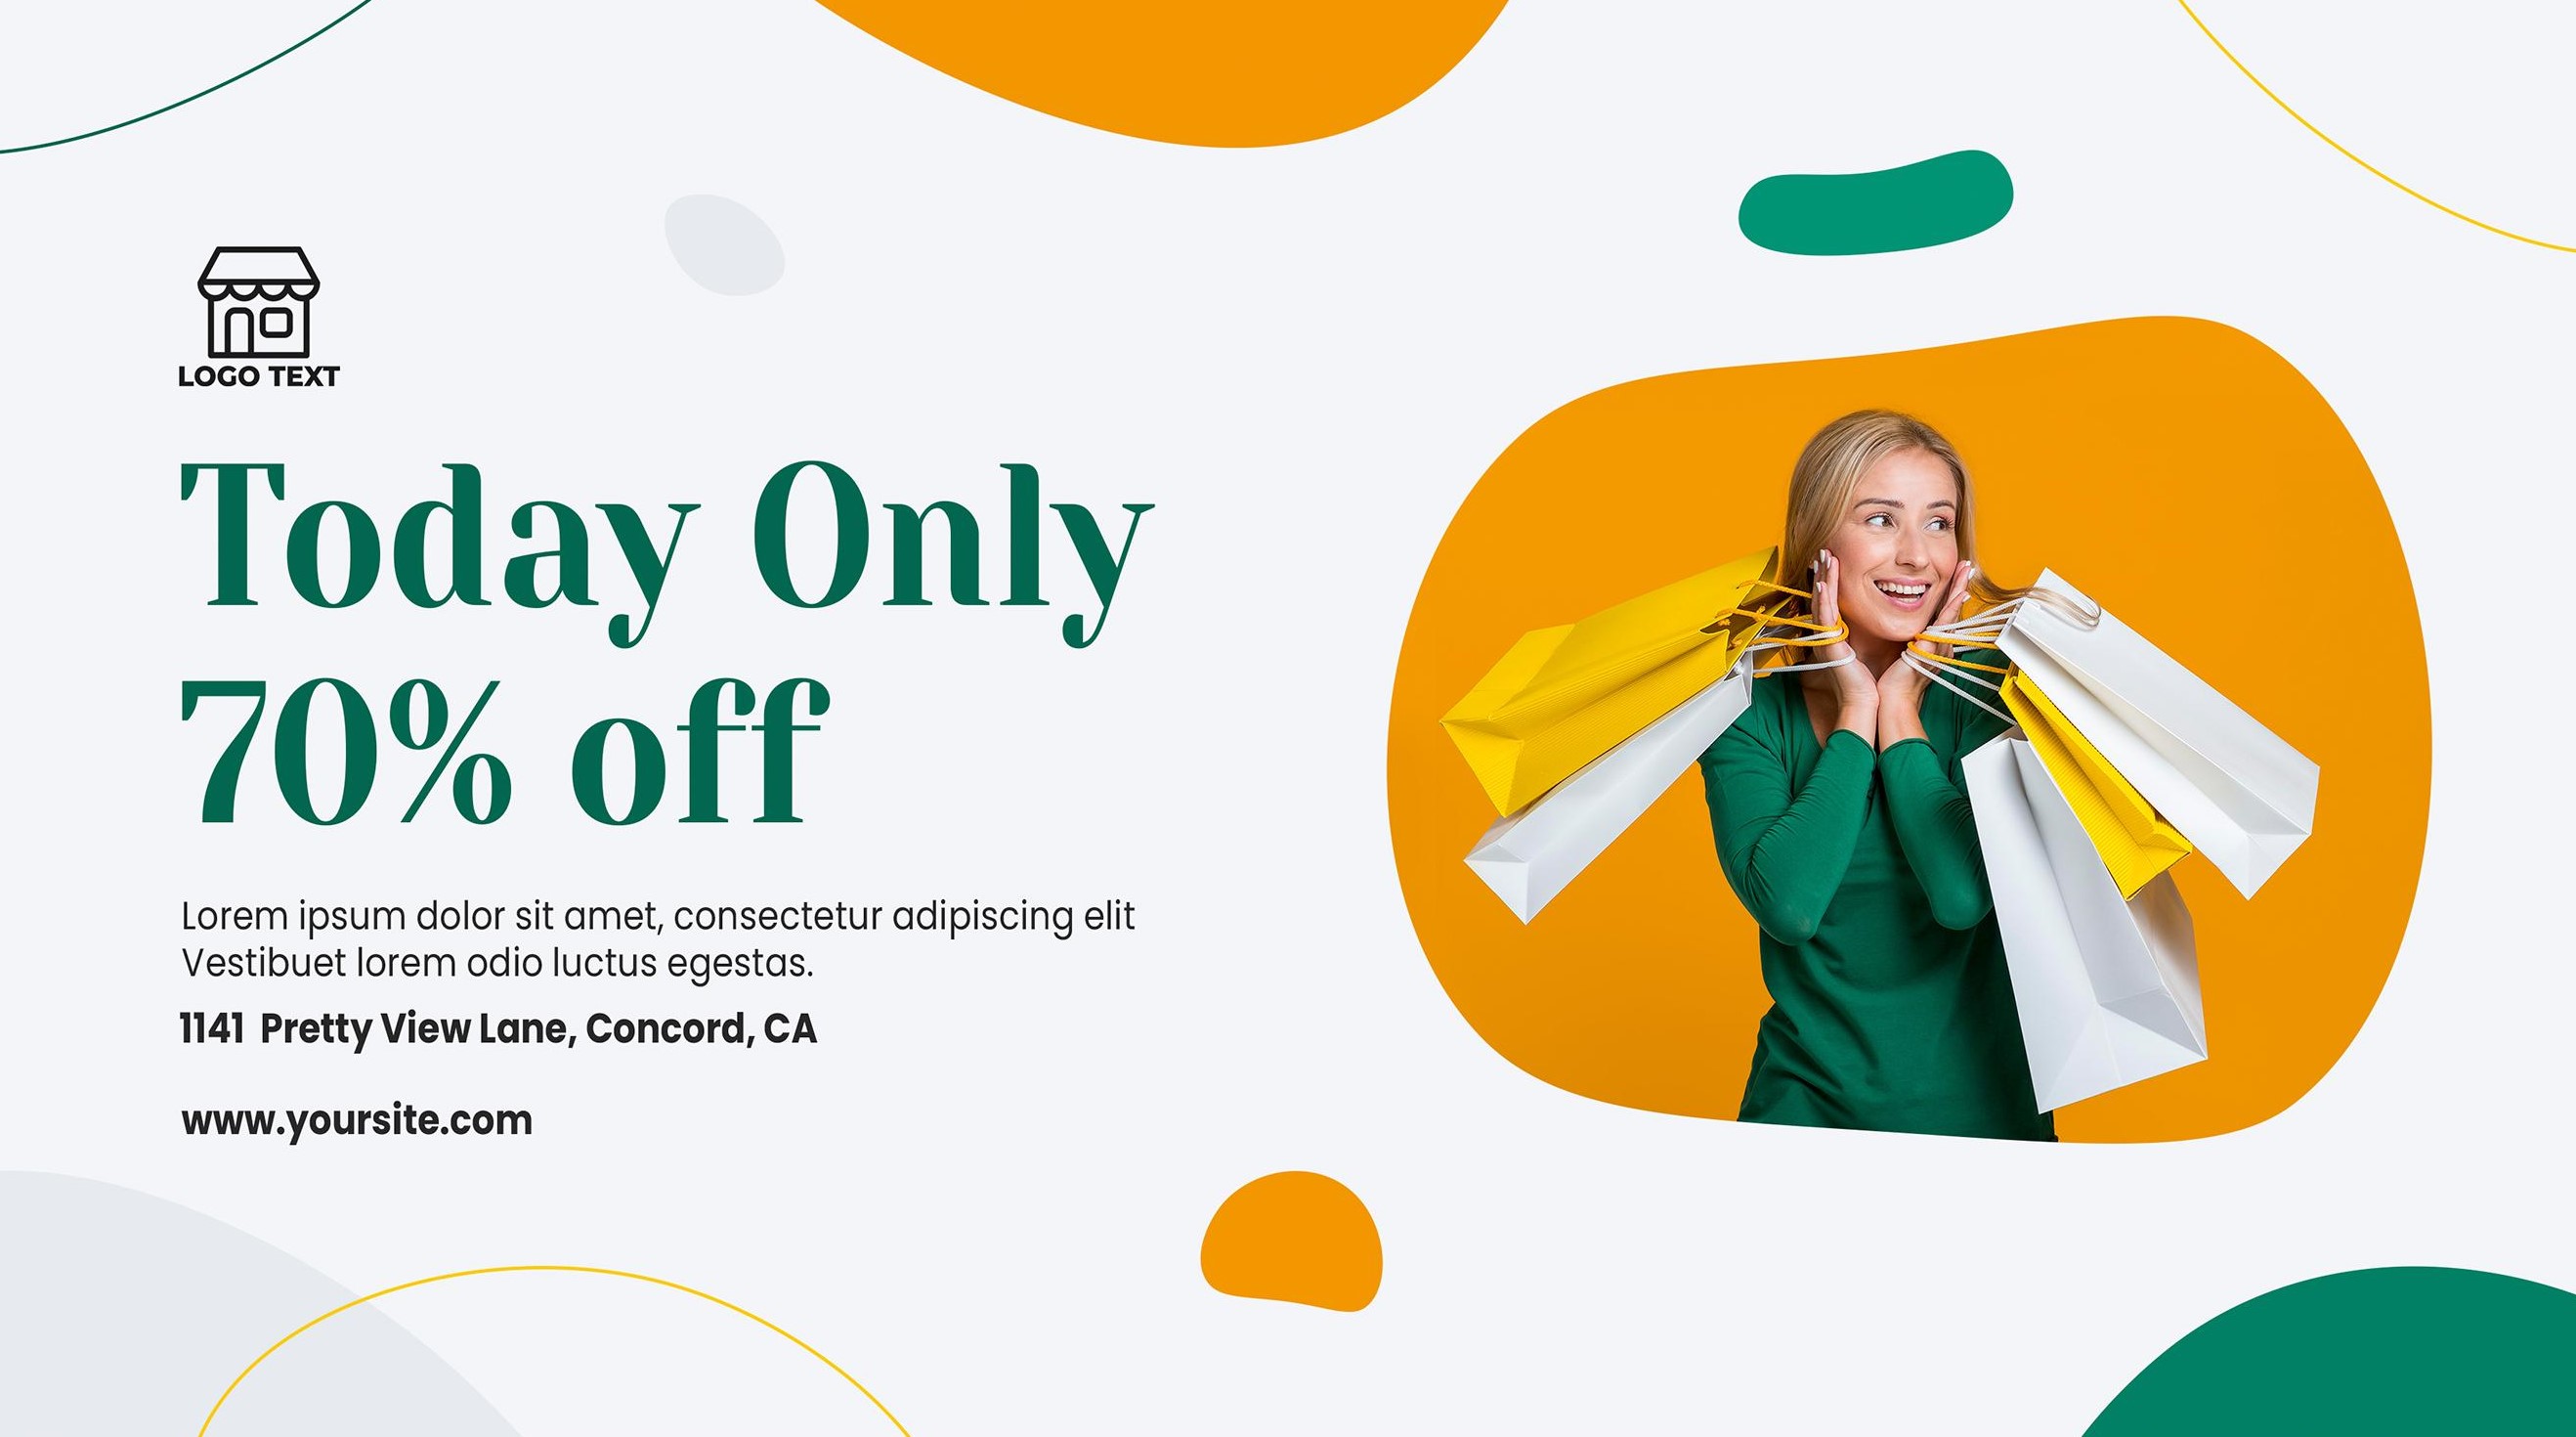 LOGO TEXT
Today Only
70% off
Lorem ipsum dolor sit amet, consectetur adipiscing elit
Vestibuet lorem odio luctus egestas.
1141 Pretty View Lane, Concord, CA
www.yoursite.com